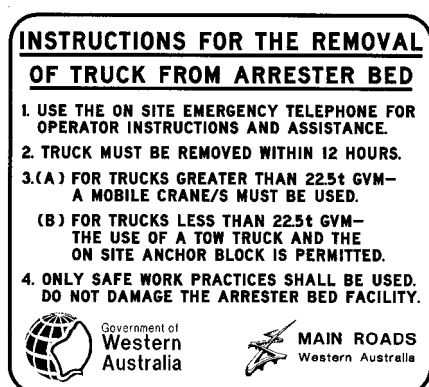 INSTRUCTIONS FOR THE REMOVAL
OF TRUCK FROM ARRESTER BED
1. USE THE ON SITE EMERGENCY TELEPHONE FOR
OPERATOR INSTRUCTIONS AND ASSISTANCE.
2. TRUCK MUST BE REMOVED WITHIN 12 HOURS.
3.(A) FOR TRUCKS GREATER THAN 22.5t GVM–
A MOBILE CRANE/S MUST BE USED.
(B) FOR TRUCKS LESS THAN 22.5t GVM–
THE USE OF A TOW TRUCK AND THE
ON SITE ANCHOR BLOCK IS PERMITTED.
4. ONLY SAFE WORK PRACTICES SHALL BE USED.
DO NOT DAMAGE THE ARRESTER BED FACILITY.
Government of
Western
Australia
MAIN ROADS
Western Australia